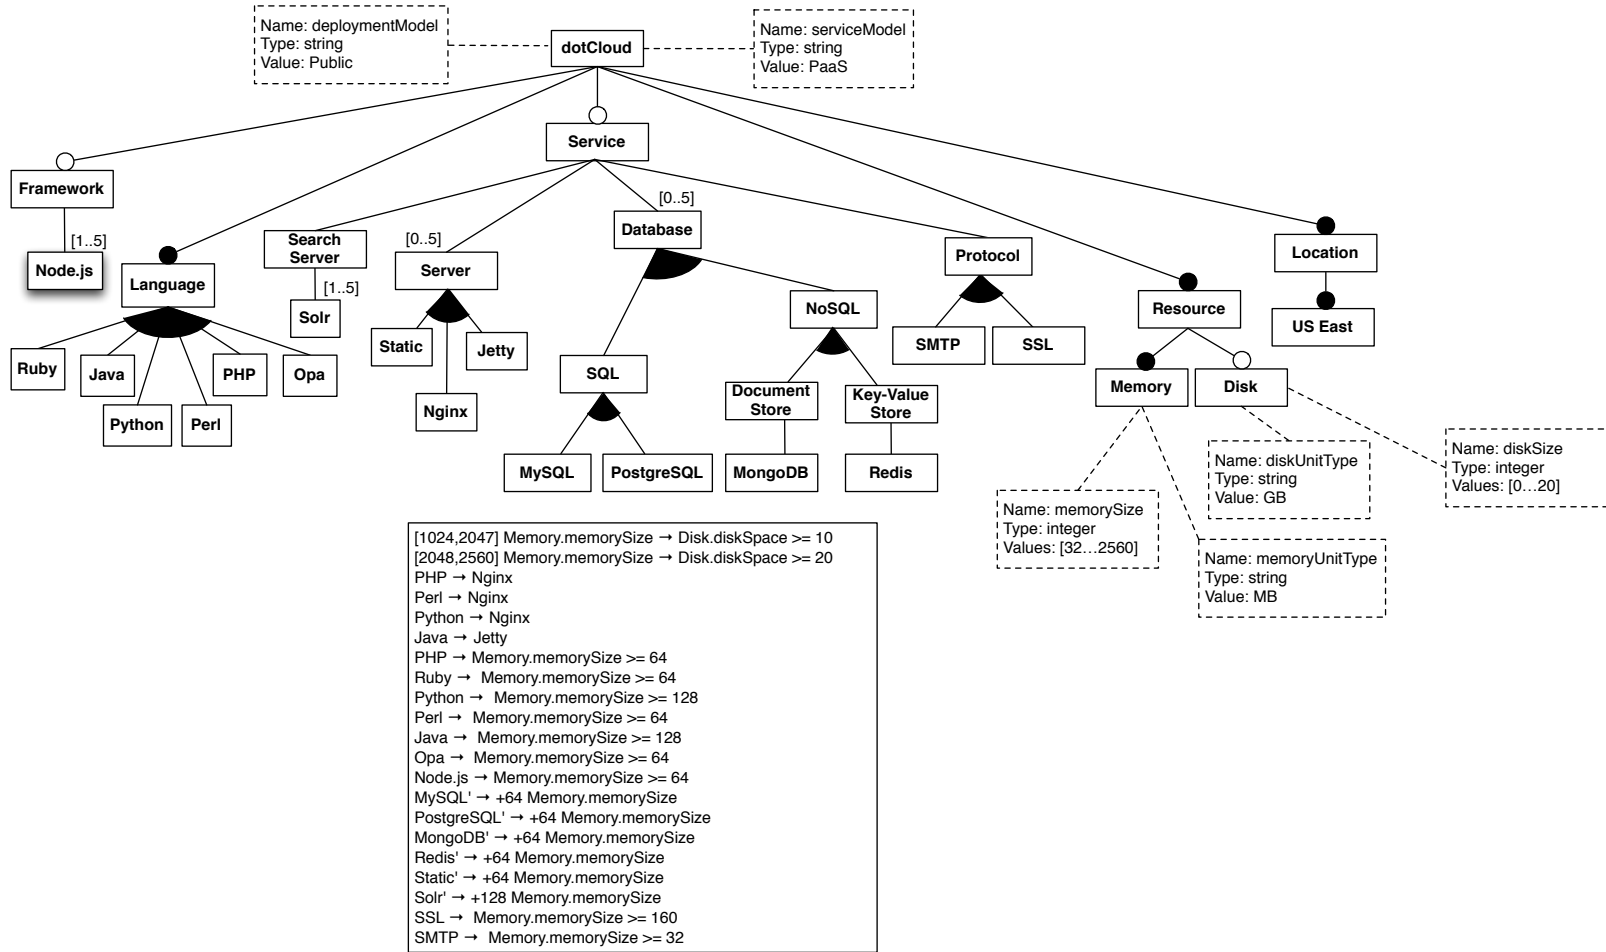 Name: deploymentModel
Type: string
Value: Public
dotCloud
Name: serviceModel
Type: string
Value: PaaS
Service
Framework
[1..5]
Node.js
Language
Ruby
Java
Python
Perl
PHP
Opa
Search
Server
[1..5]
Solr
[0..5]
Server
Static
Nginx
Jetty
[0..5]
Database
SQL
MySQL
PostgreSQL
NoSQL
Document
Store
MongoDB
Key-Value
Store
Redis
Protocol
SMTP
SSL
Resource
Memory
Disk
Location
US East
Name: memorySize
Type: integer
Values: [32...2560]
Name: memoryUnitType
Type: string
Value: MB
Name: diskUnitType
Type: string
Value: GB
Name: diskSize
Type: integer
Values: [0...20]
[1024,2047] Memory.memorySize → Disk.diskSpace >= 10
[2048,2560] Memory.memorySize → Disk.diskSpace >= 20
PHP → Nginx
Perl → Nginx
Python → Nginx
Java → Jetty
PHP → Memory.memorySize >= 64
Ruby → Memory.memorySize >= 64
Python → Memory.memorySize >= 128
Perl → Memory.memorySize >= 64
Java → Memory.memorySize >= 128
Opa → Memory.memorySize >= 64
Node.js → Memory.memorySize >= 64
MySQL' → +64 Memory.memorySize
PostgreSQL' → +64 Memory.memorySize
MongoDB' → +64 Memory.memorySize
Redis' → +64 Memory.memorySize
Static' → +64 Memory.memorySize
Solr' → +128 Memory.memorySize
SSL → Memory.memorySize >= 160
SMTP → Memory.memorySize >= 32